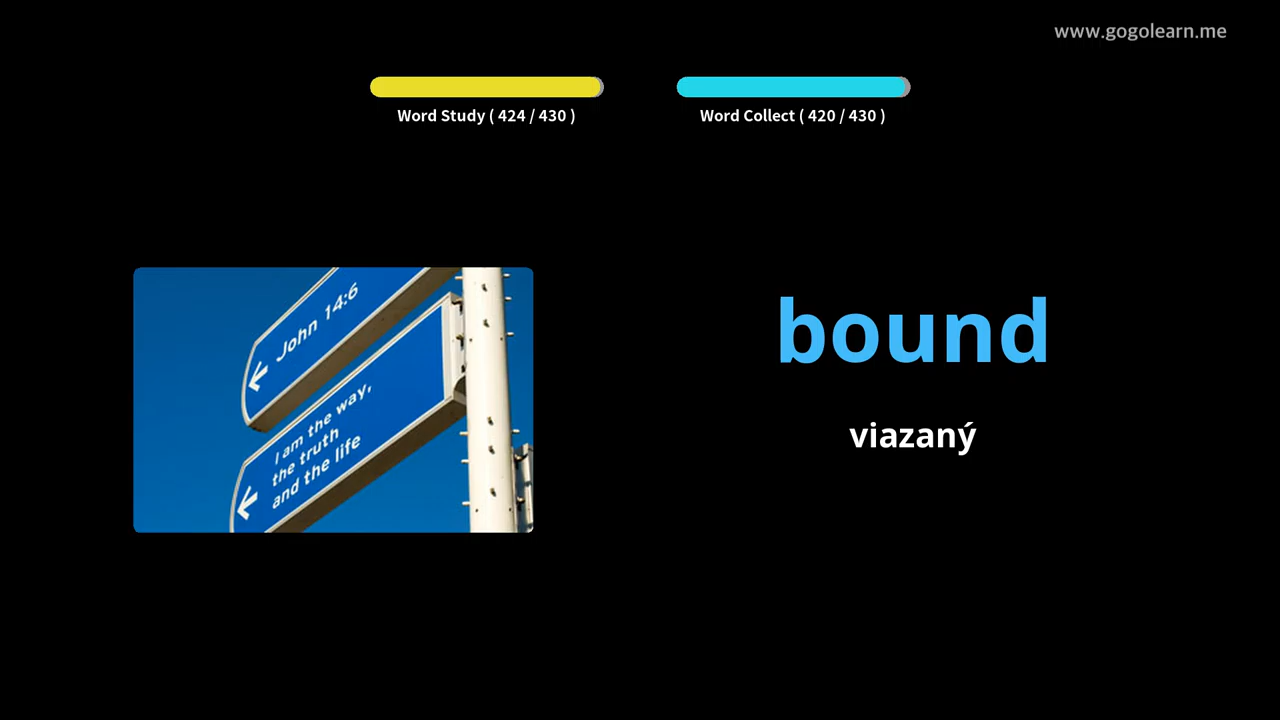 www.gogolearn.me
Word Study ( 424 / 430 )
Word Collect ( 420 / 430 )
John 14:6
I am the way,
the truth
and the life
bound
viazaný